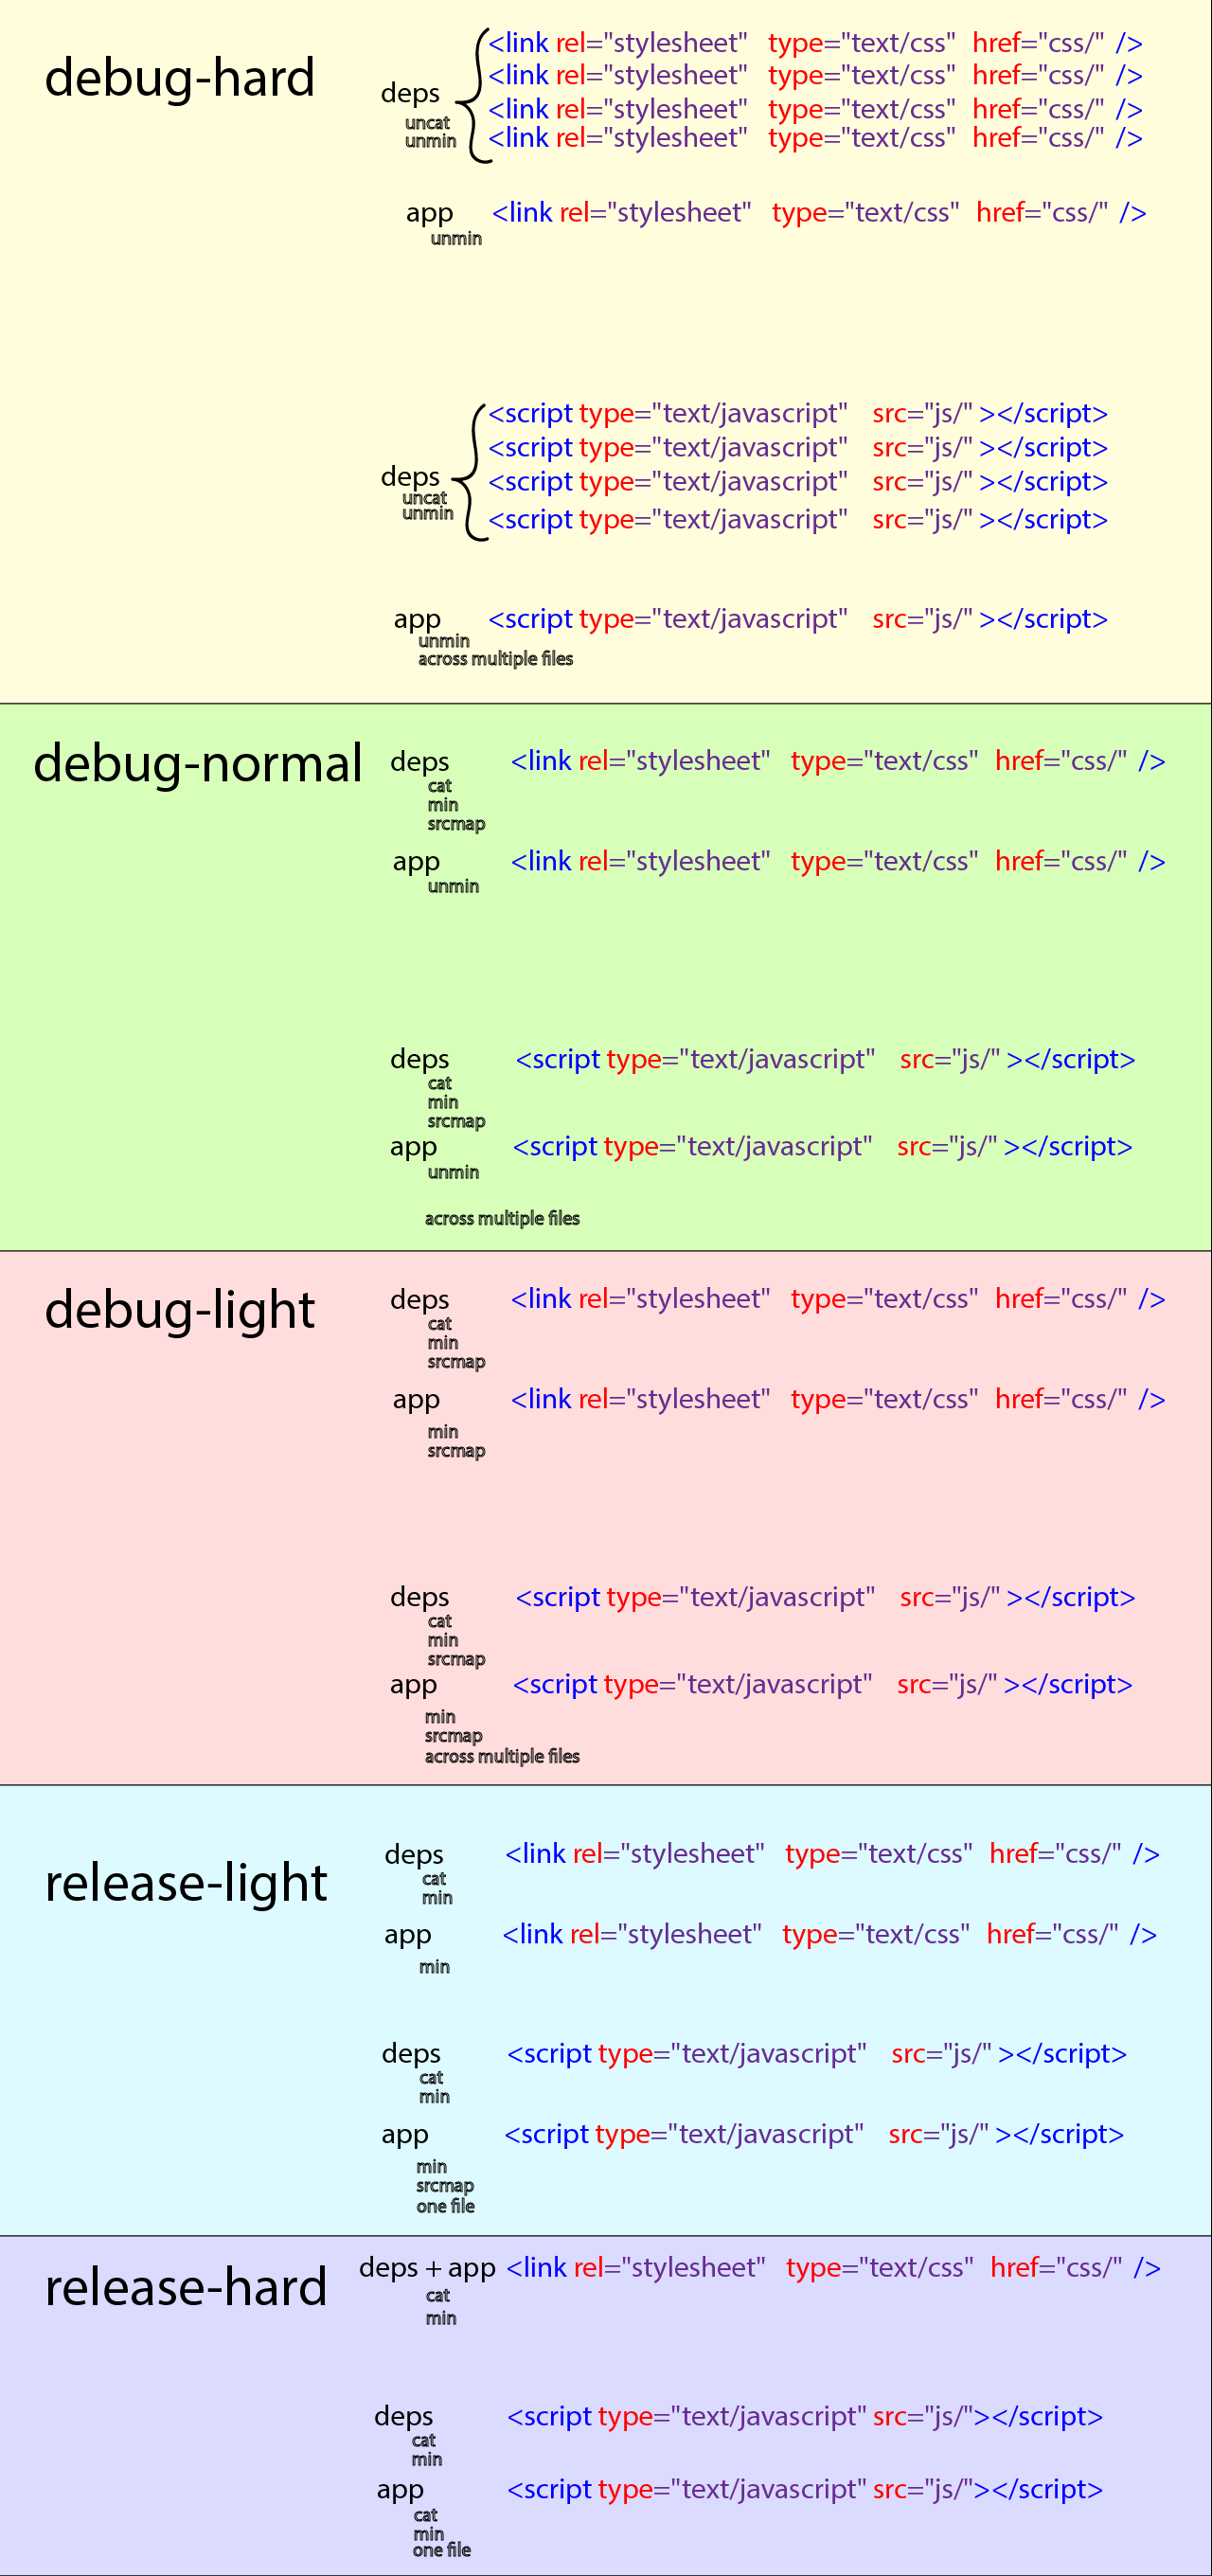 debug-hard
deps
uncat
unmin
<link rel="stylesheet" type="text/css" href="css/" />
<link rel="stylesheet" type="text/css" href="css/" />
<link rel="stylesheet" type="text/css" href="css/" />
<link rel="stylesheet" type="text/css" href="css/" />
app <link rel="stylesheet" type="text/css" href="css/" />
unmin
deps
uncat
unmin
<script type="text/javascript" src="js/" ></script>
<script type="text/javascript" src="js/" ></script>
<script type="text/javascript" src="js/" ></script>
<script type="text/javascript" src="js/" ></script>
app <script type="text/javascript" src="js/" ></script>
unmin
across multiple files
debug-normal
deps <link rel="stylesheet" type="text/css" href="css/" />
cat
min
srcmap
app <link rel="stylesheet" type="text/css" href="css/" />
unmin
deps <script type="text/javascript" src="js/" ></script>
cat
min
srcmap
app <script type="text/javascript" src="js/" ></script>
unmin
across multiple files
debug-light
deps <link rel="stylesheet" type="text/css" href="css/" />
cat
min
srcmap
app <link rel="stylesheet" type="text/css" href="css/" />
min
srcmap
deps <script type="text/javascript" src="js/" ></script>
cat
min
srcmap
app <script type="text/javascript" src="js/" ></script>
min
srcmap
across multiple files
release-light
deps <link rel="stylesheet" type="text/css" href="css/" />
cat
min
app <link rel="stylesheet" type="text/css" href="css/" />
min
deps <script type="text/javascript" src="js/" ></script>
cat
min
app <script type="text/javascript" src="js/" ></script>
min
srcmap
one file
release-hard
deps + app <link rel="stylesheet" type="text/css" href="css/" />
cat
min
deps <script type="text/javascript" src="js/"></script>
cat
min
app <script type="text/javascript" src="js/"></script>
cat
min
one file